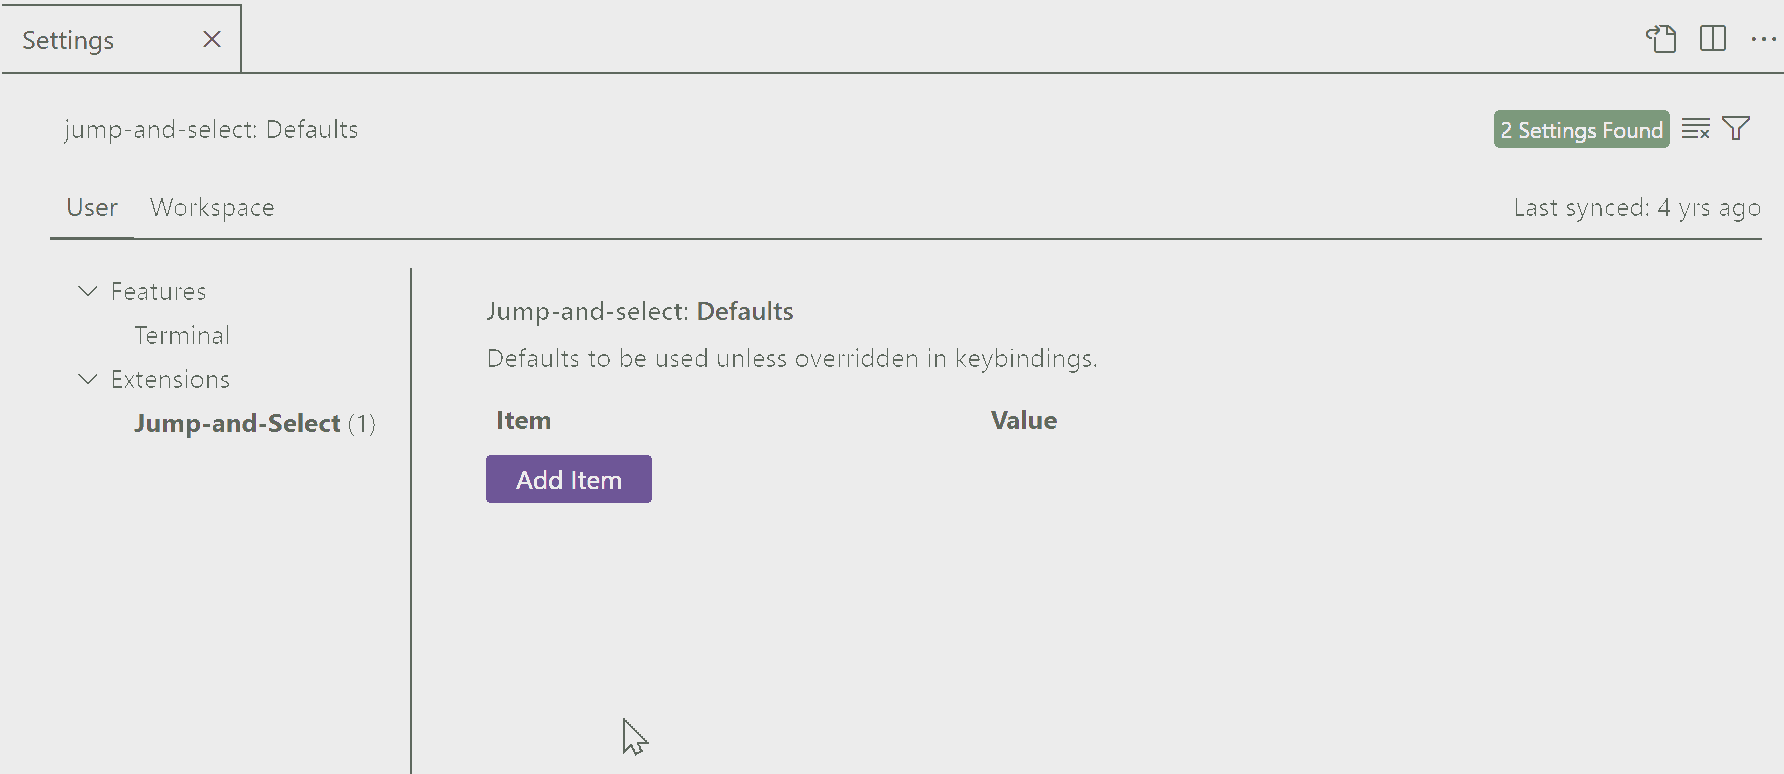 Settings
jump-and-select: Defaults
2 Settings Found
User Workspace
Last synced: 4 yrs ago
Features
Terminal
Extensions
Jump-and-Select (1)
Jump-and-select: Defaults
Defaults to be used unless overridden in keybindings.
Item Value
Add Item